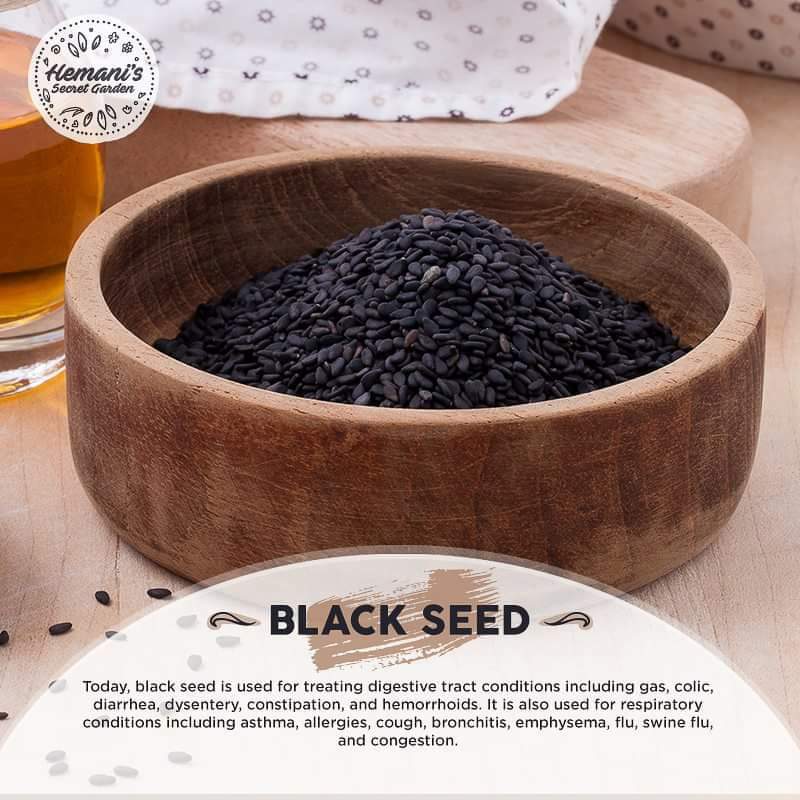 Hemani's
Secret Garden
BLACK SEED
Today, black seed is used for treating digestive tract conditions including gas, colic,
diarrhea, dysentery, constipation, and hemorrhoids. It is also used for respiratory
conditions including asthma, allergies, cough, bronchitis, emphysema, flu, swine flu,
and congestion.